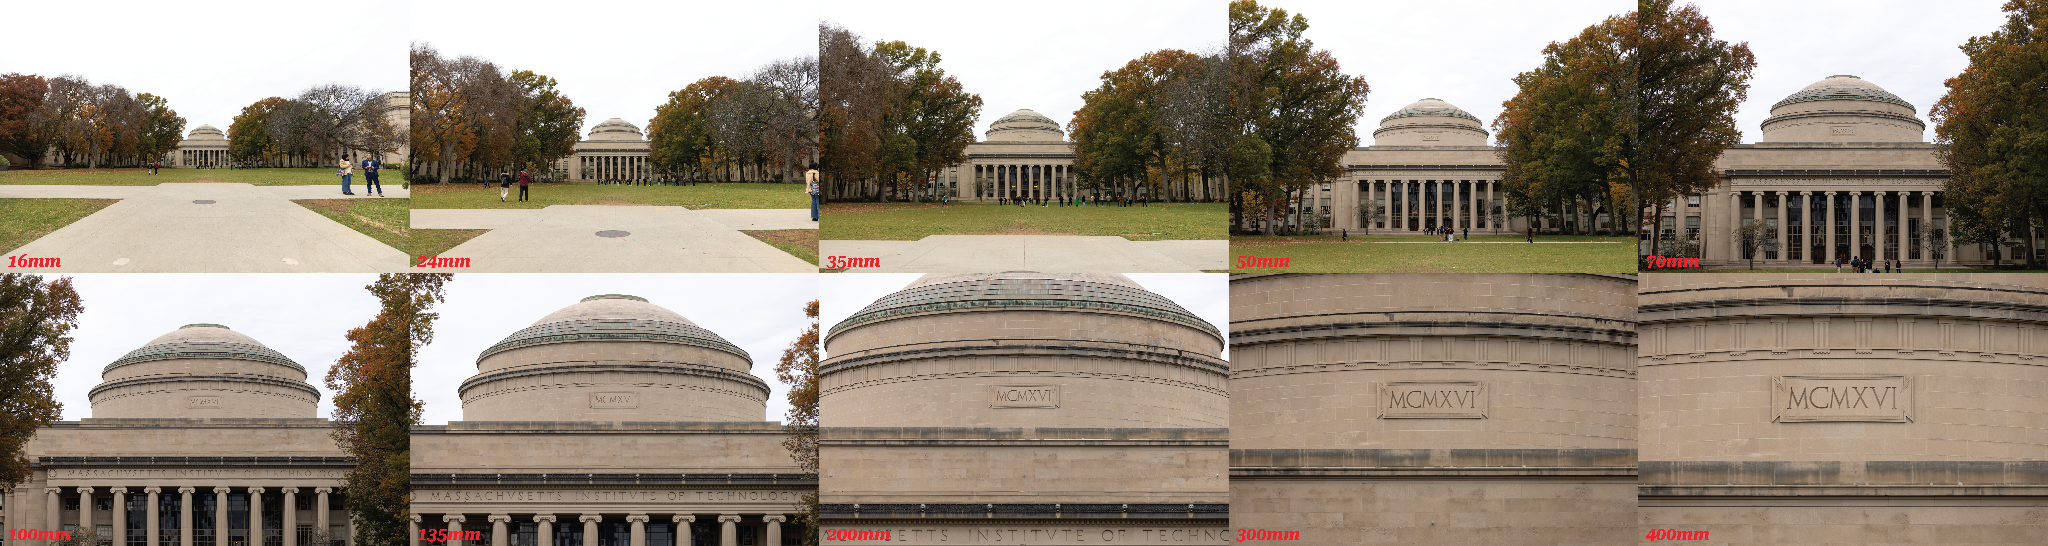 16mm
24mm
35mm
50mm
70mm
MCMXVI
100mm
MCMXVI
MASSACHVSETTS INSTITVTE OF TECHNOLOGY
135mm
MCMXVI
ETTS INSTITVTE OF TECHNO
200mm
MCMXVI
300mm
MCMXVI
400mm